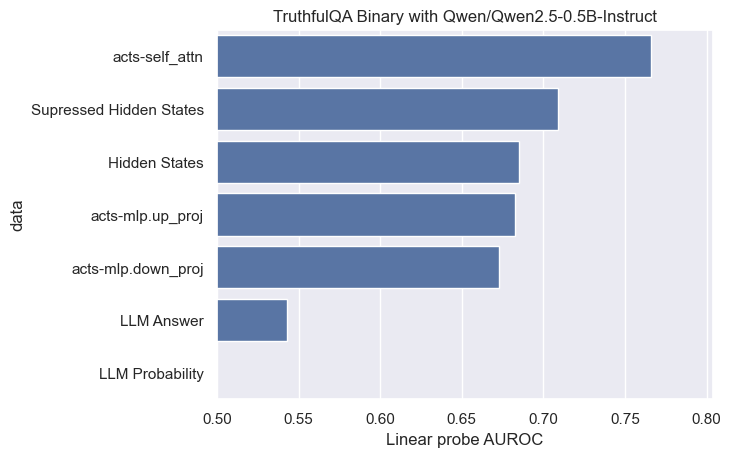 TruthfulQA Binary with Qwen/Qwen2.5-0.5B-Instruct
data
acts-self_attn
Supressed Hidden States
Hidden States
acts-mlp.up_proj
acts-mlp.down_proj
LLM Answer
LLM Probability
0.50 0.55 0.60 0.65 0.70 0.75 0.80
Linear probe AUROC